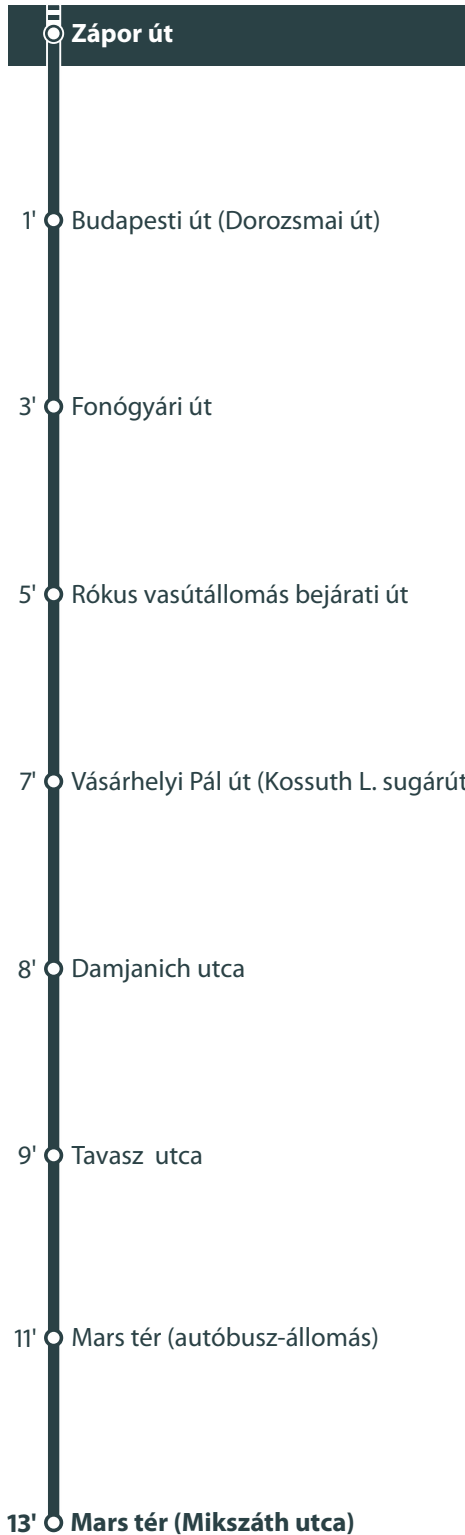 Zápor út
1' Budapesti út (Dorozsmai út)
3' Fonógyári út
5' Rókus vasútállomás bejárati út
7' Vásárhelyi Pál út (Kossuth L. sugárút
8' Damjanich utca
9' Tavasz utca
11' Mars tér (autóbusz-állomás)
13' Mars tér (Mikszáth utca)